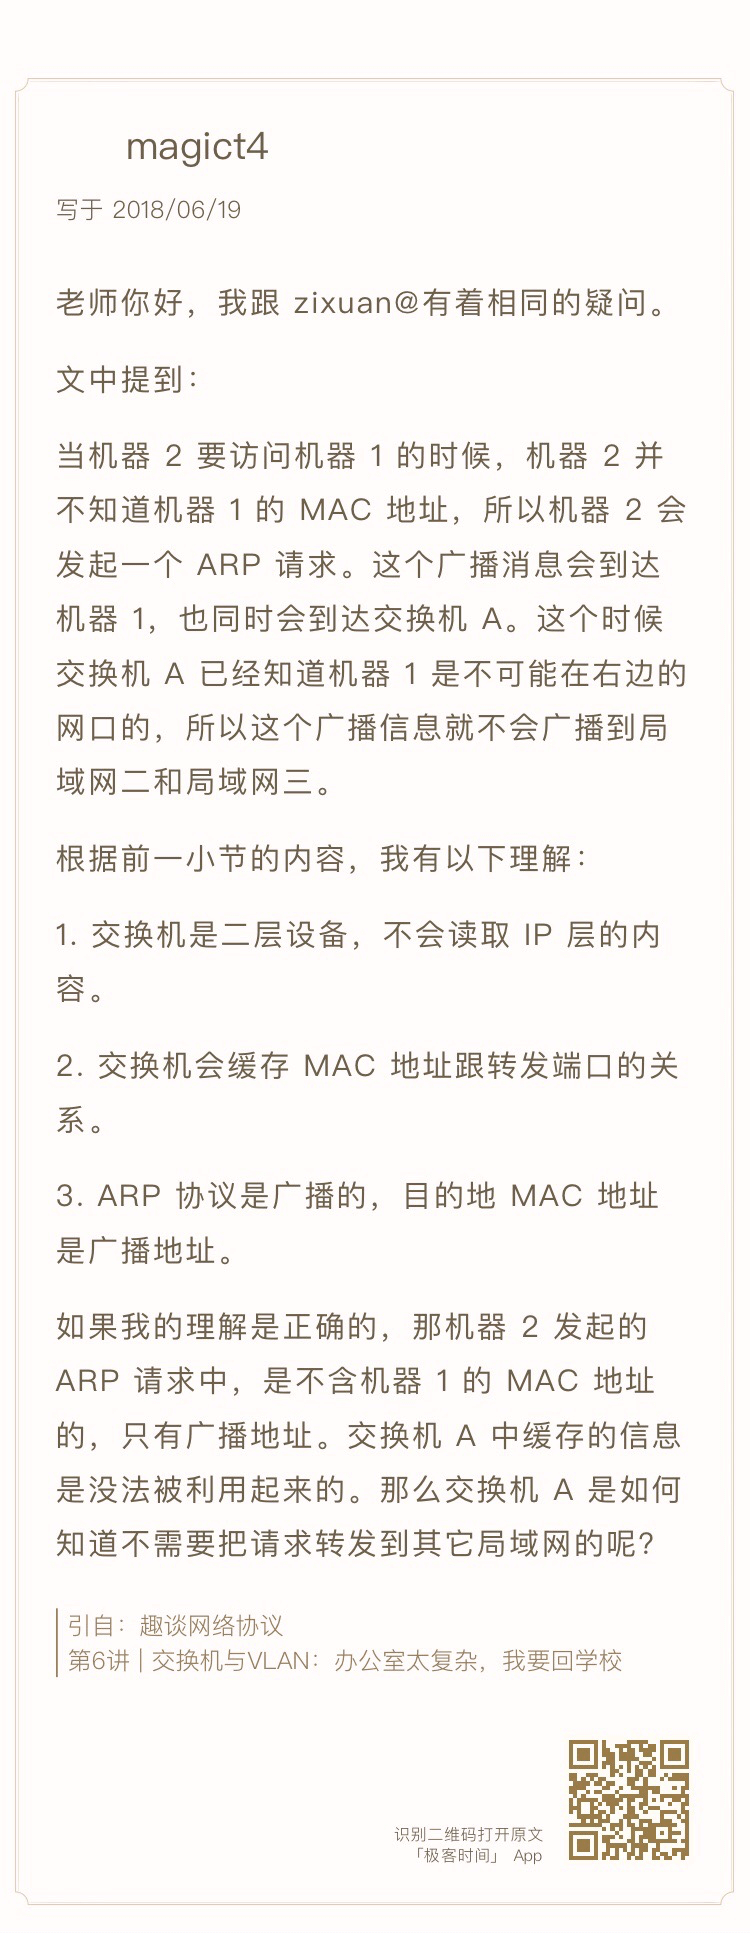 magict4
写于 2018/06/19
老师你好，我跟 zixuan@有着相同的疑问。
文中提到：
当机器 2 要访问机器 1 的时候，机器 2 并
不知道机器 1 的 MAC 地址，所以机器 2 会
发起一个 ARP 请求。这个广播消息会到达
机器 1，也同时会到达交换机 A。这个时候
交换机 A 已经知道机器 1 是不可能在右边的
网口的，所以这个广播信息就不会广播到局
域网二和局域网三。
根据前一小节的内容，我有以下理解：
1. 交换机是二层设备，不会读取 IP 层的内
容。
2. 交换机会缓存 MAC 地址跟转发端口的关
系。
3. ARP 协议是广播的，目的地 MAC 地址
是广播地址。
如果我的理解是正确的，那机器 2 发起的
ARP 请求中，是不含机器 1 的 MAC 地址
的，只有广播地址。交换机 A 中缓存的信息
是没法被利用起来的。那么交换机 A 是如何
知道不需要把请求转发到其它局域网的呢？
引自：趣谈网络协议
第6讲 | 交换机与VLAN：办公室太复杂，我要回学校
识别二维码打开原文
「极客时间」 App